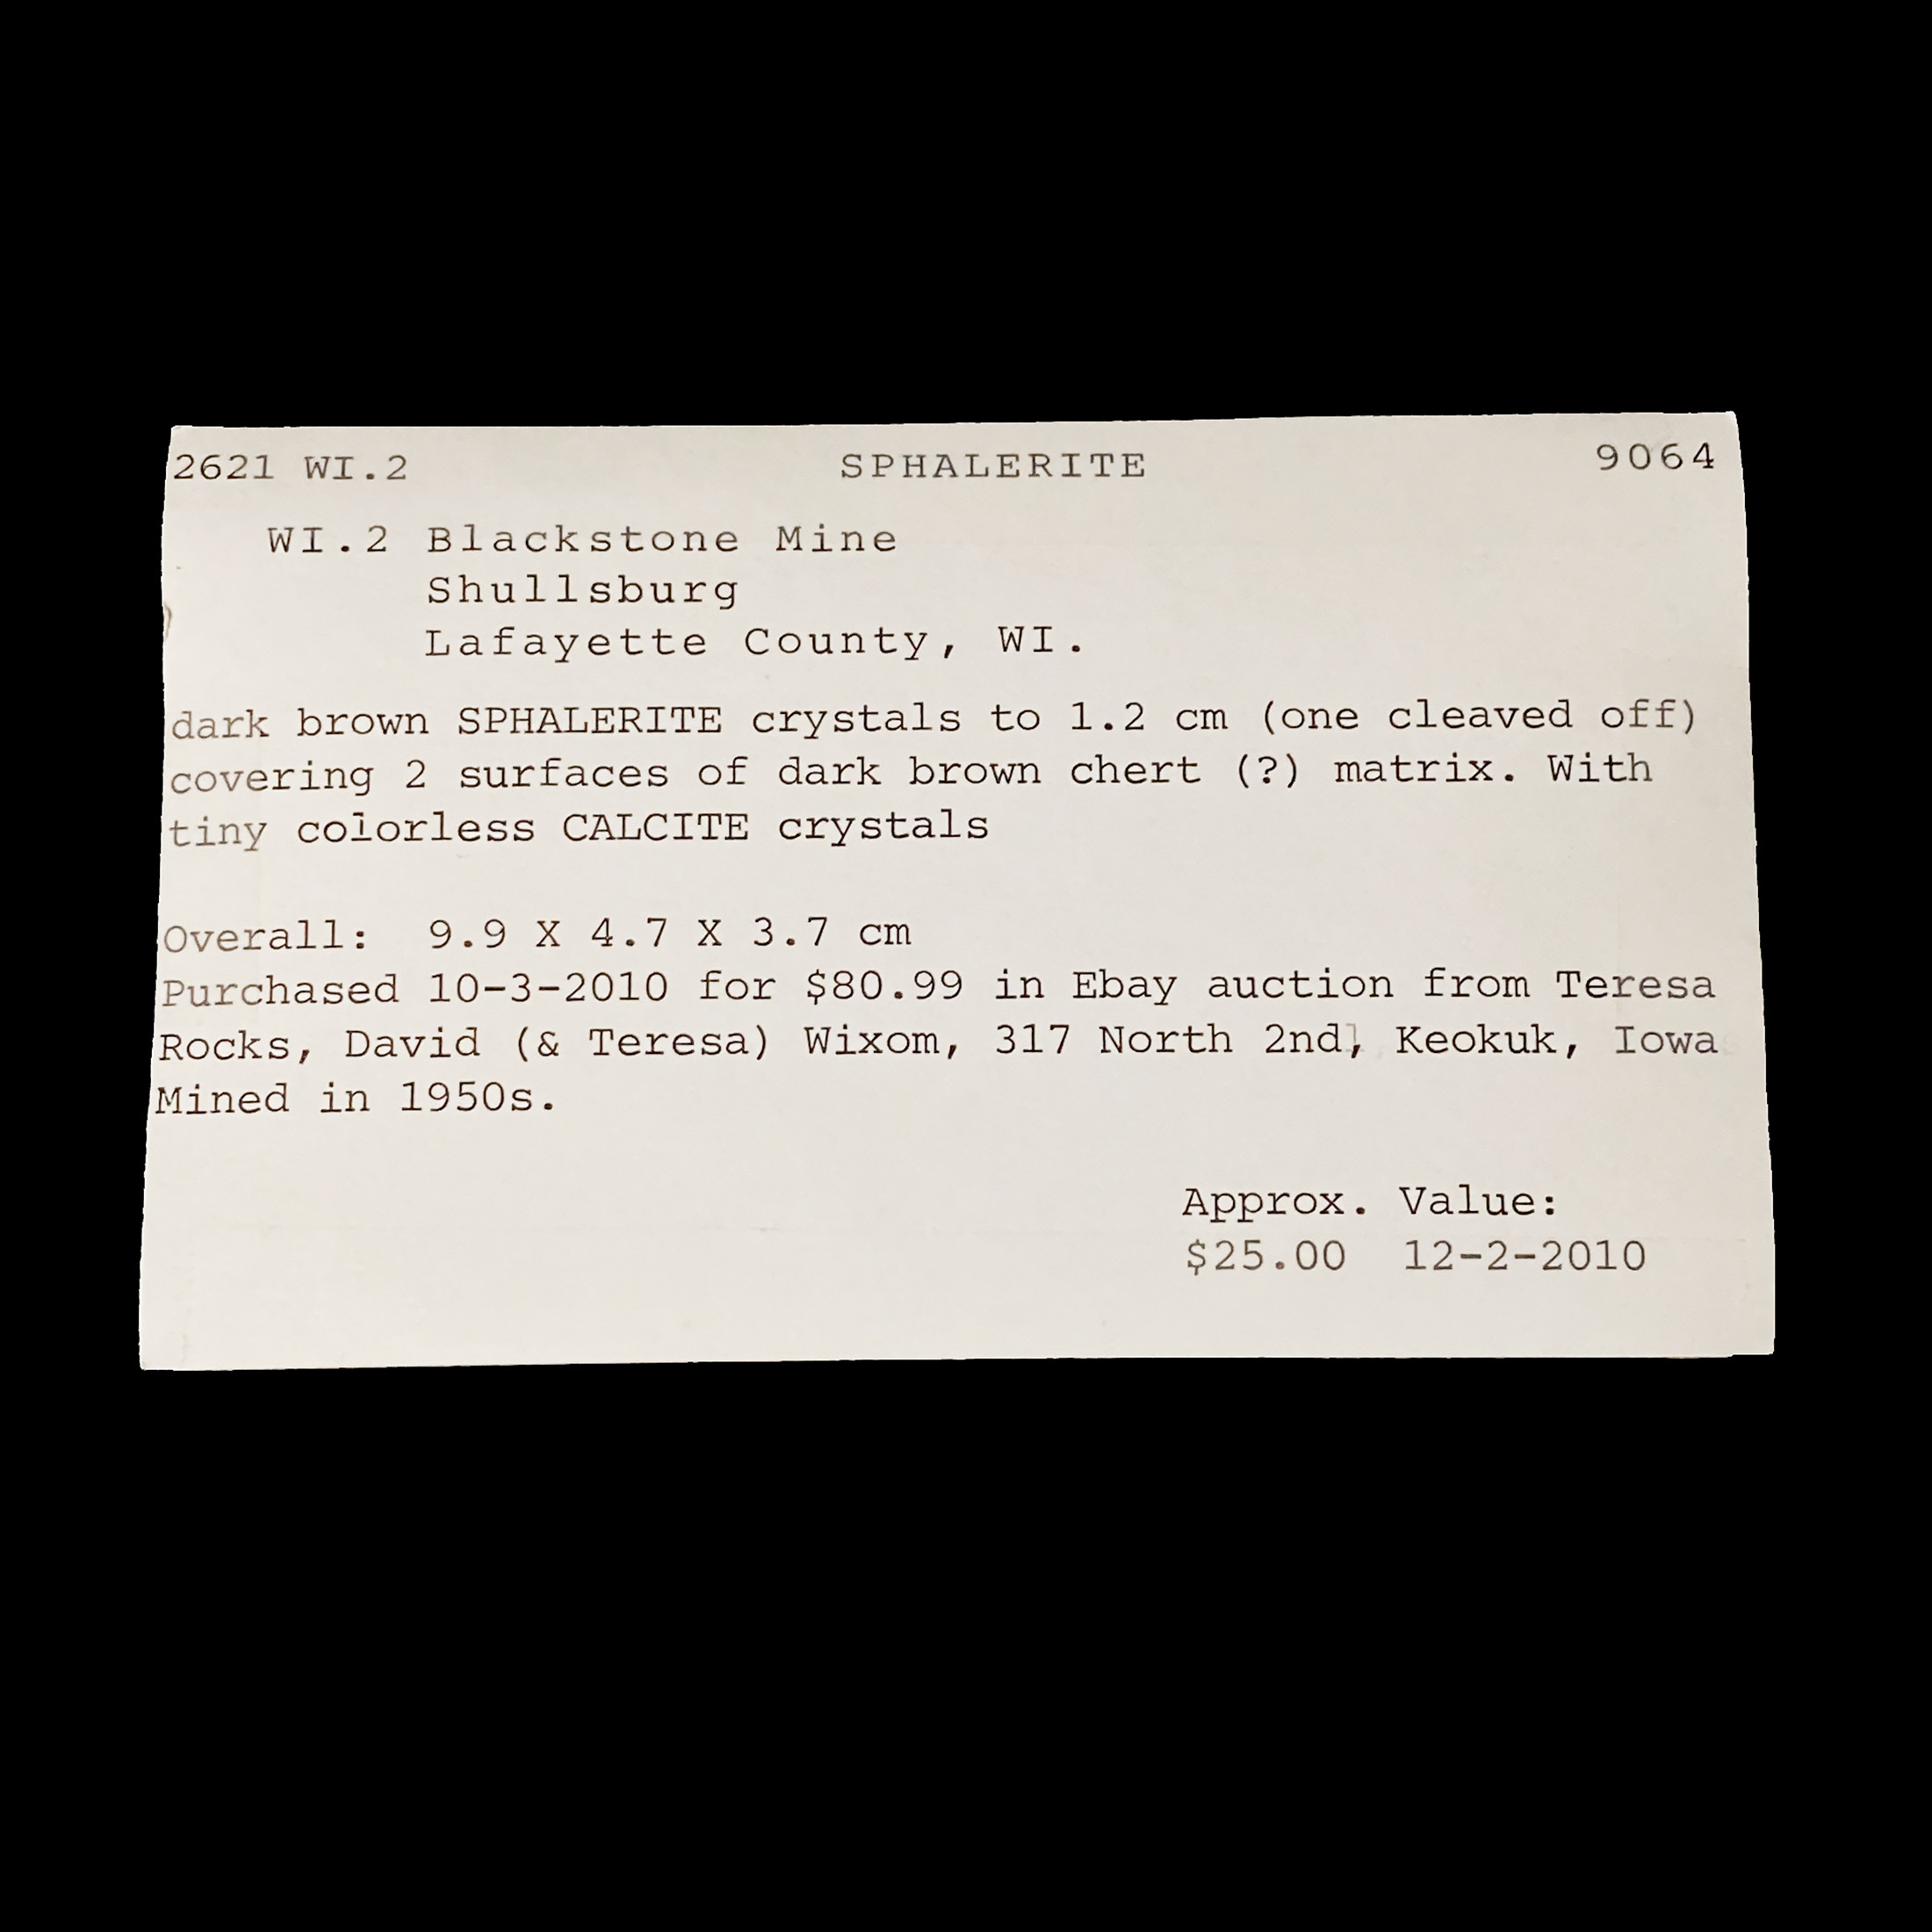 2621 WI.2 SPHALERITE 9064
WI.2 Blackstone Mine
Shullsburg
Lafayette County, WI.
dark brown SPHALERITE crystals to 1.2 cm (one cleaved off)
covering 2 surfaces of dark brown chert (?) matrix. With
tiny colorless CALCITE crystals
Overall: 9.9 X 4.7 X 3.7 cm
Purchased 10-3-2010 for $80.99 in Ebay auction from Teresa
Rocks, David (& Teresa) Wixom, 317 North 2nd, Keokuk, Iowa
Mined in 1950s.
Approx. Value:
$25.00 12-2-2010